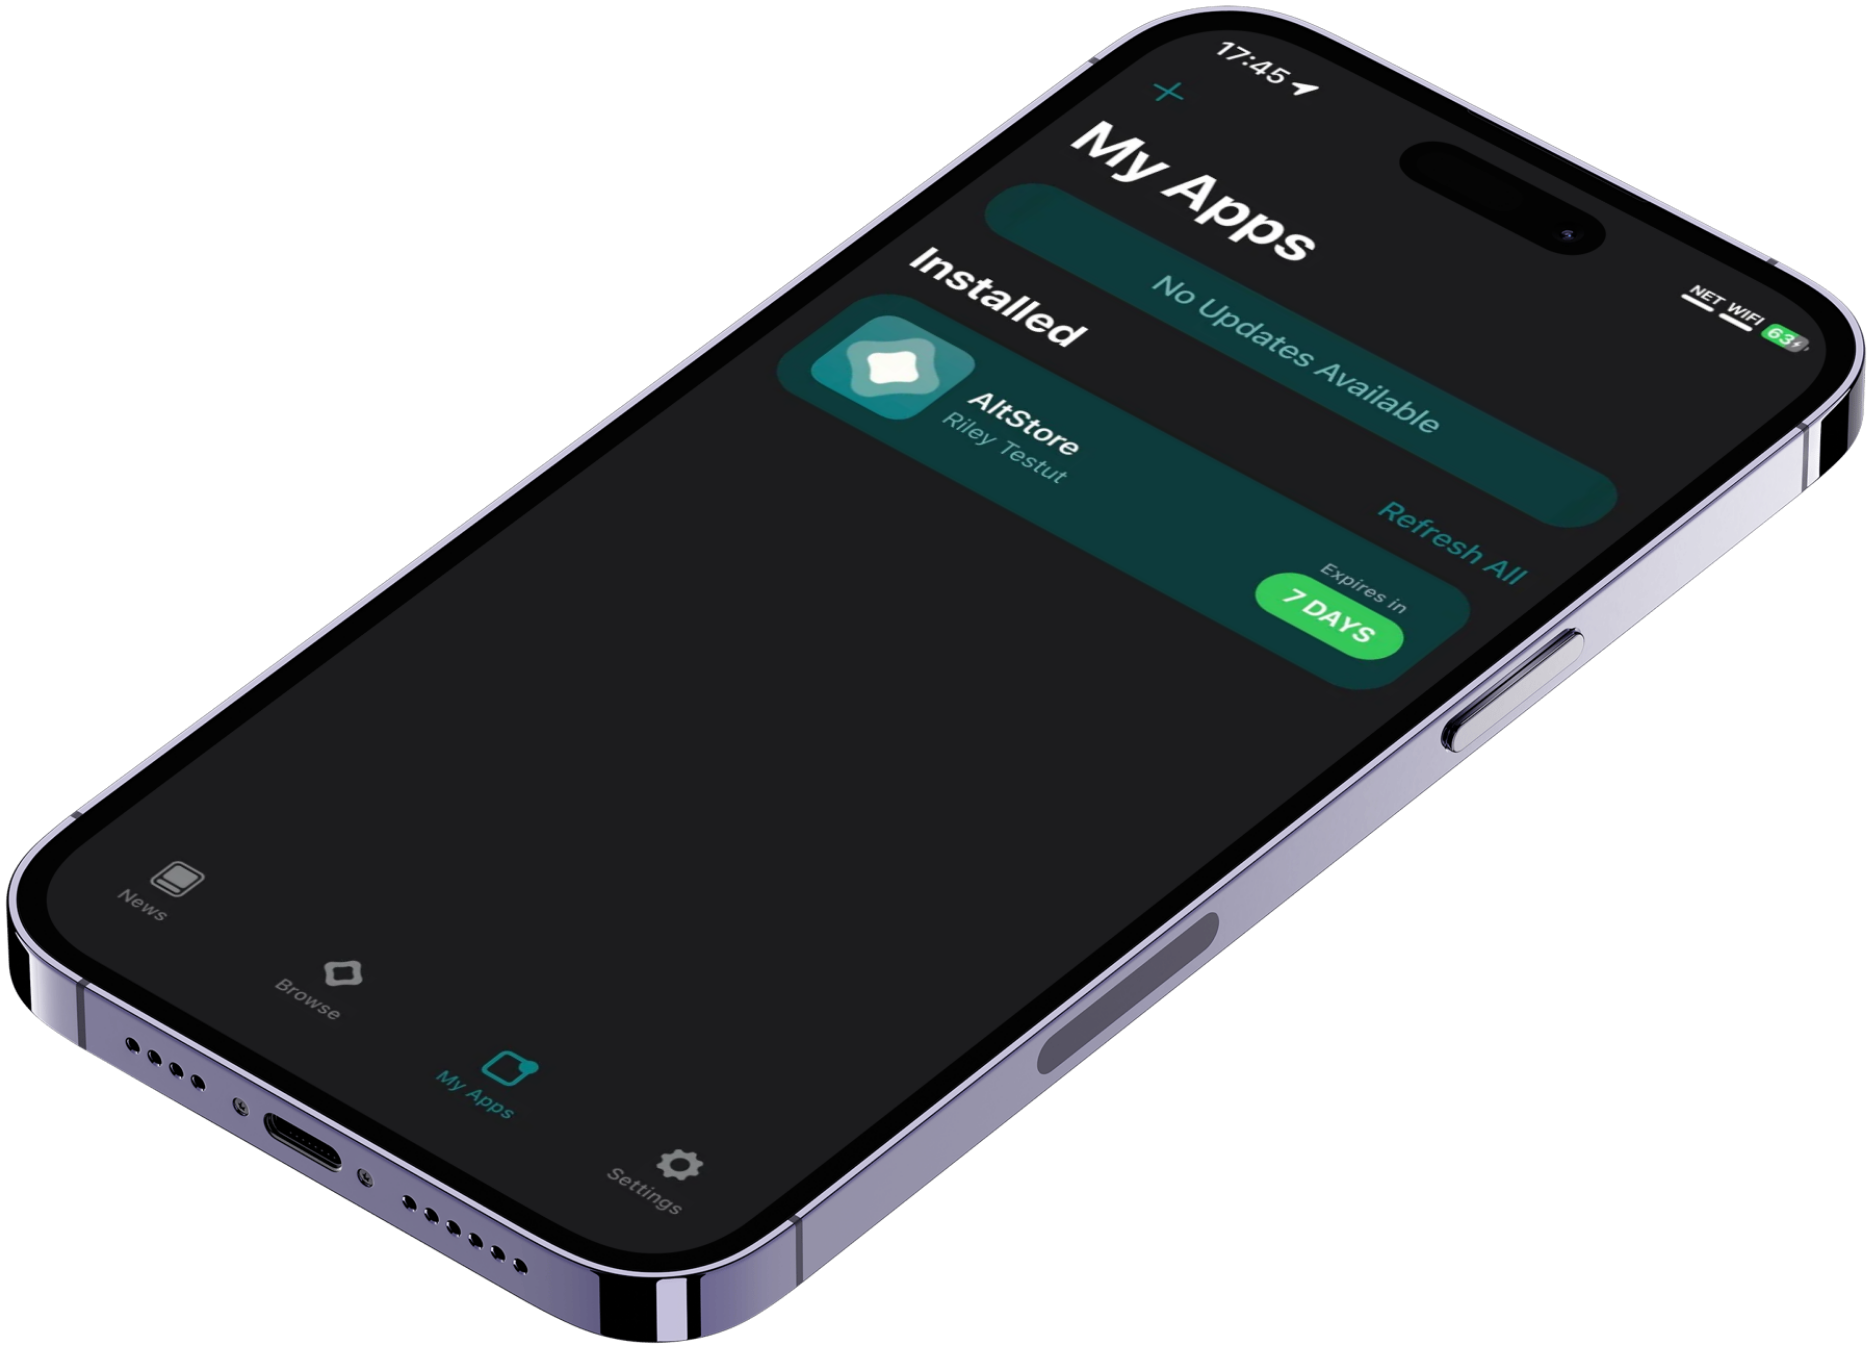 17:45
NET WIFI 63
My Apps
No Updates Available
Installed
Refresh All
AltStore
Riley Testut
Expires in
7 DAYS
News
Browse
My Apps
Settings